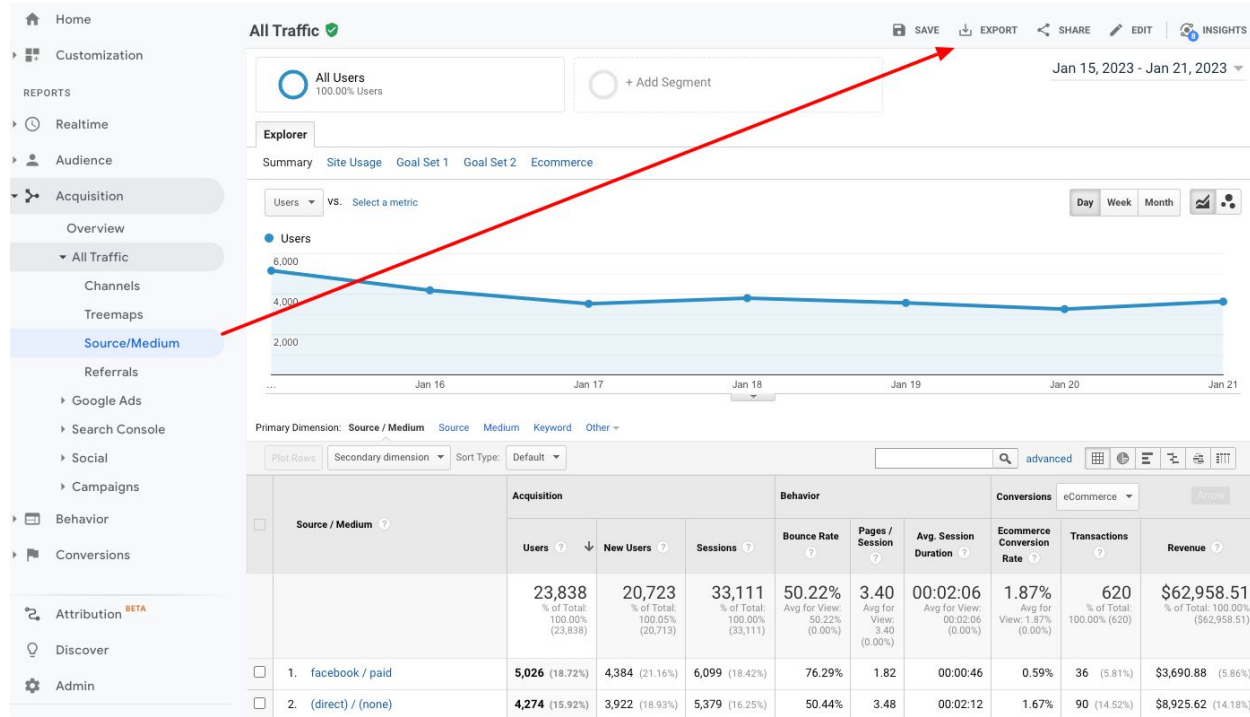 Home
Customization
REPORTS
Realtime
Audience
Acquisition
Overview
All Traffic
Channels
Treemaps
Source/Medium
Referrals
Google Ads
Search Console
Social
Campaigns
Behavior
Conversions
Attribution BETA
Discover
Admin
All Traffic
SAVE EXPORT SHARE EDIT 8 INSIGHTS
All Users
100.00% Users
+ Add Segment
Jan 15, 2023 - Jan 21, 2023
Explorer
Summary Site Usage Goal Set 1 Goal Set 2 Ecommerce
Users VS. Select a metric
Day Week Month
Users
6,000
4,000
2,000
... Jan 16 Jan 17 Jan 18 Jan 19 Jan 20 Jan 21
Primary Dimension: Source / Medium Source Medium Keyword Other
Plot Rows Secondary dimension Sort Type: Default advanced
Acquisition Behavior Conversions eCommerce Arrow
Source / Medium ? Users ? New Users ? Sessions ? Bounce Rate ? Pages / Session ? Avg. Session Duration ? Ecommerce Conversion Rate ? Transactions ? Revenue ?
23,838 20,723 33,111 50.22% 3.40 00:02:06 1.87% 620 $62,958.51
% of Total: 100.00% (23,838) % of Total: 100.05% (20,713) % of Total: 100.00% (33,111) Avg for View: 50.22% (0.00%) Avg for View: 3.40 (0.00%) Avg for View: 00:02:06 (0.00%) Avg for View: 1.87% (0.00%) % of Total: 100.00% (620) % of Total: 100.00% ($62,958.51)
1. facebook / paid 5,026 (18.72%) 4,384 (21.16%) 6,099 (18.42%) 76.29% 1.82 00:00:46 0.59% 36 (5.81%) $3,690.88 (5.86%)
2. (direct) / (none) 4,274 (15.92%) 3,922 (18.93%) 5,379 (16.25%) 50.44% 3.48 00:02:12 1.67% 90 (14.52%) $8,925.62 (14.18%)